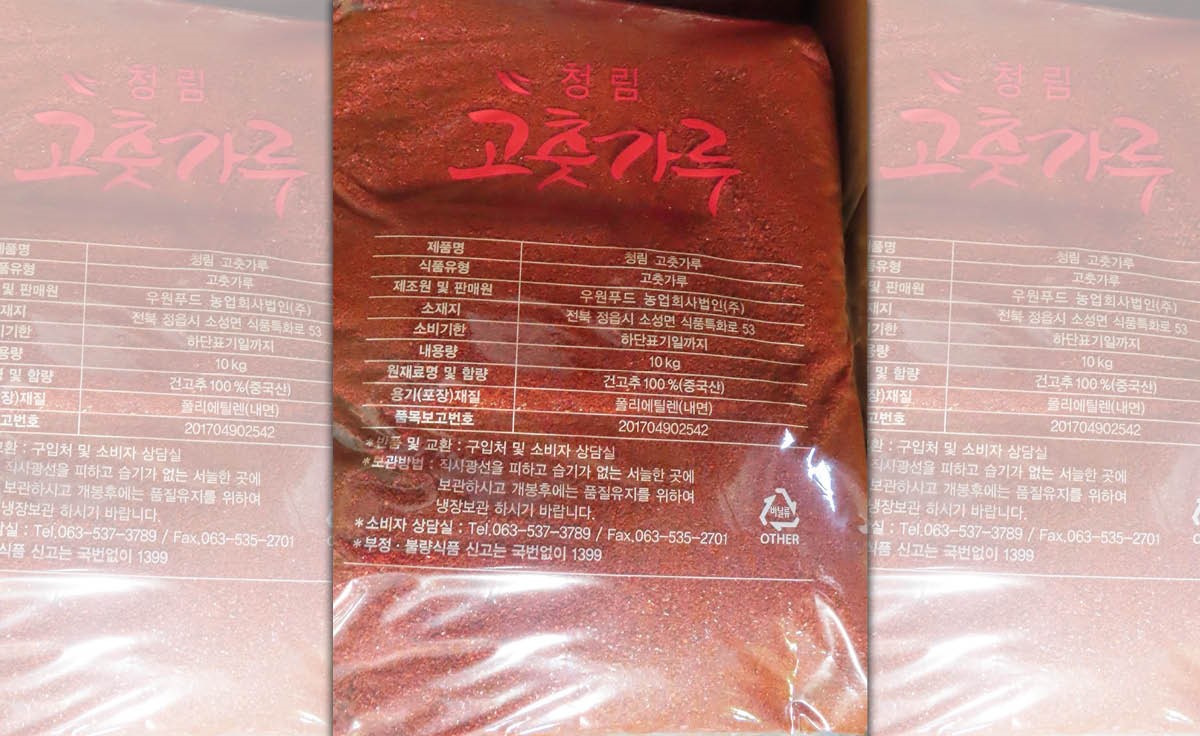 청림
고춧가루
제품명 청림 고춧가루
식품유형 고춧가루
제조원 및 판매원 우원푸드 농업회사법인(주)
소재지 전북 정읍시 소성면 식품특화로 53
소비기한 하단표기일까지
내용량 10 kg
원재료명 및 함량 건고추 100 %(중국산)
용기(포장)재질 폴리에틸렌(내면)
품목보고번호 201704902542
*반품 및 교환 : 구입처 및 소비자 상담실
*보관방법 : 직사광선을 피하고 습기가 없는 서늘한 곳에
보관하시고 개봉후에는 품질유지를 위하여
냉장보관 하시기 바랍니다.
*소비자 상담실 : Tel.063-537-3789 / Fax.063-535-2701
*부정·불량식품 신고는 국번없이 1399
비닐류
OTHER